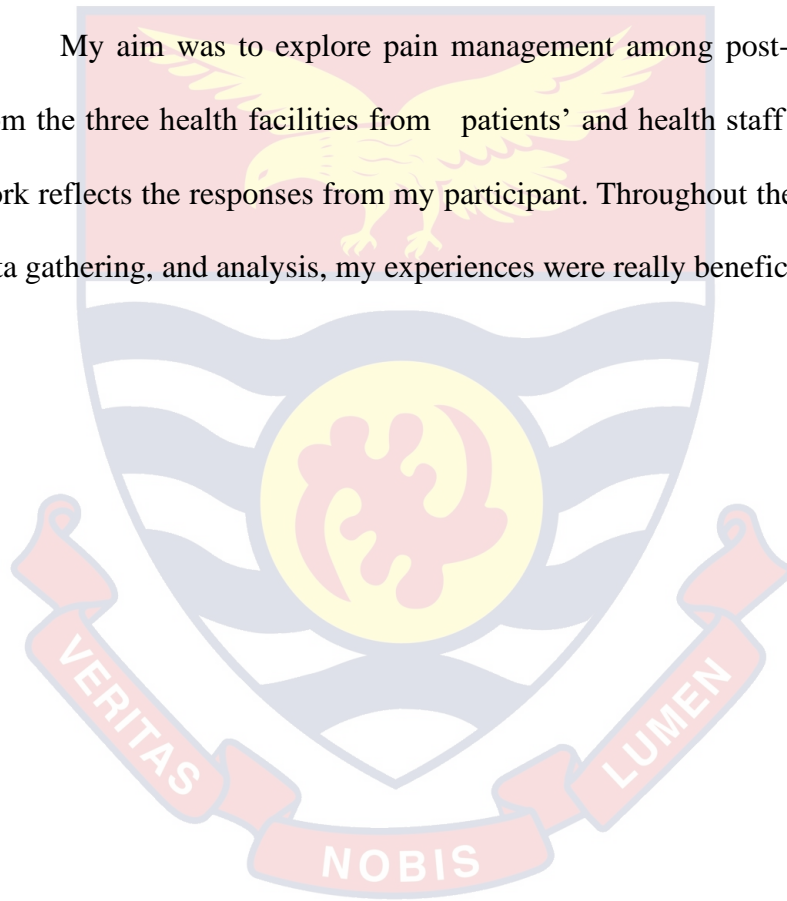 My aim was to explore pain management among post-
om the three health facilities from patients’ and health staff
ork reflects the responses from my participant. Throughout the
ta gathering, and analysis, my experiences were really benefic
VERITAS
NOBIS
LUMEN